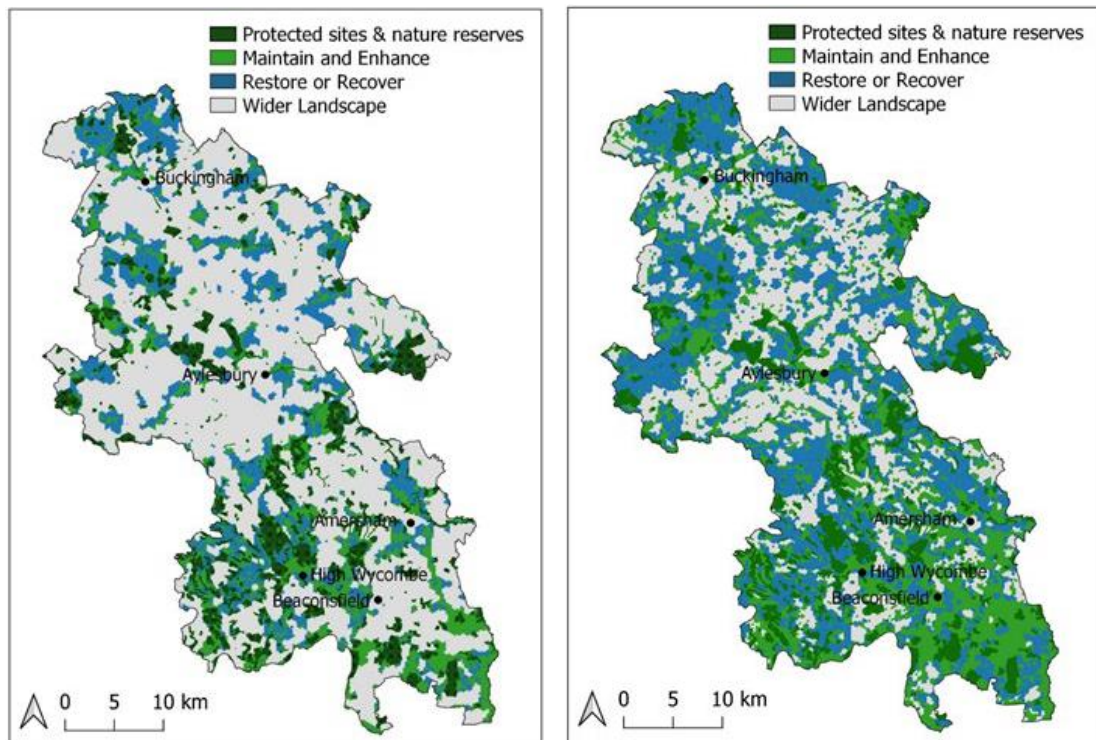 Protected sites & nature reserves
Maintain and Enhance
Restore or Recover
Wider Landscape
Buckingham
Aylesbury
Amersham
High Wycombe
Beaconsfield
0 5 10 km
Protected sites & nature reserves
Maintain and Enhance
Restore or Recover
Wider Landscape
Buckingham
Aylesbury
Amersham
High Wycombe
Beaconsfield
0 5 10 km